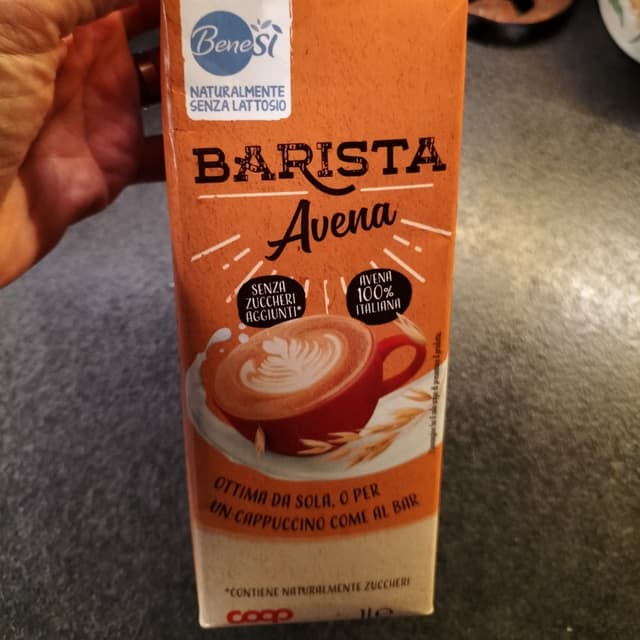 BeneSì
NATURALMENTE
SENZA LATTOSIO
BARISTA
Avena
SENZA
ZUCCHERI
AGGIUNTI*
AVENA
100%
ITALIANA
OTTIMA DA SOLA, O PER
UN CAPPUCCINO COME AL BAR
*CONTIENE NATURALMENTE ZUCCHERI
coop
1L e